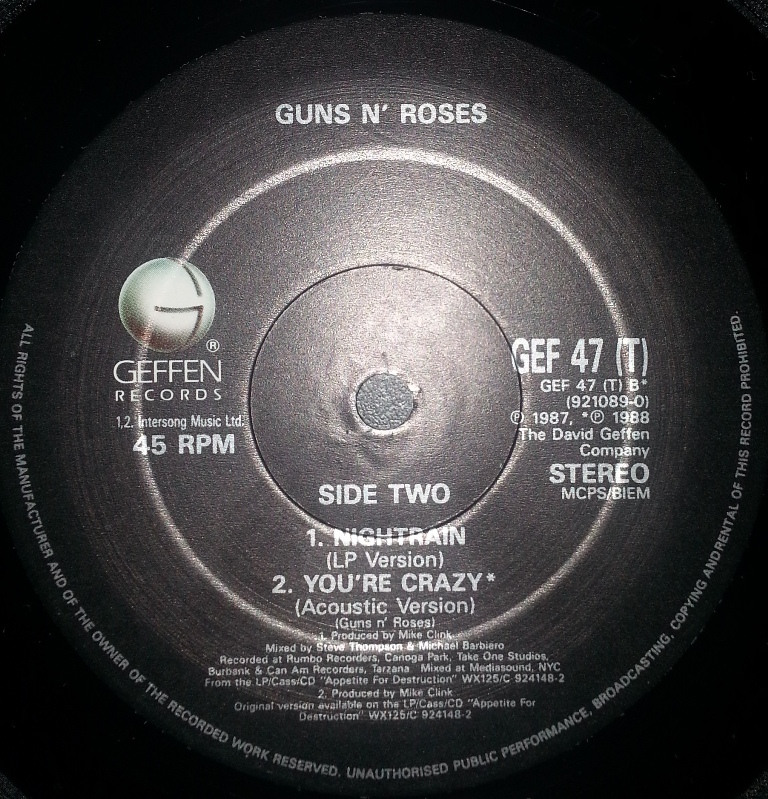 GUNS N' ROSES
GEFFEN ®
RECORDS
1,2. Intersong Music Ltd.
45 RPM
GEF 47 (T)
GEF 47 (T) B*
(921089-0)
℗ 1987, *℗ 1988
The David Geffen
Company
STEREO
MCPS/BIEM
SIDE TWO
1. NIGHTRAIN
(LP Version)
2. YOU'RE CRAZY*
(Acoustic Version)
(Guns n' Roses)
1. Produced by Mike Clink.
Mixed by Steve Thompson & Michael Barbiero
Recorded at Rumbo Recorders, Canoga Park, Take One Studios,
Burbank & Can Am Recorders, Tarzana. Mixed at Mediasound, NYC
From the LP/Cass/CD "Appetite For Destruction" WX125/C 924148-2
2. Produced by Mike Clink
Original version available on the LP/Cass/CD "Appetite For
Destruction" WX125/C 924148-2
ALL RIGHTS OF THE MANUFACTURER AND OF THE OWNER OF THE RECORDED WORK RESERVED. UNAUTHORISED PUBLIC PERFORMANCE, BROADCASTING, COPYING AND RENTAL OF THIS RECORD PROHIBITED.